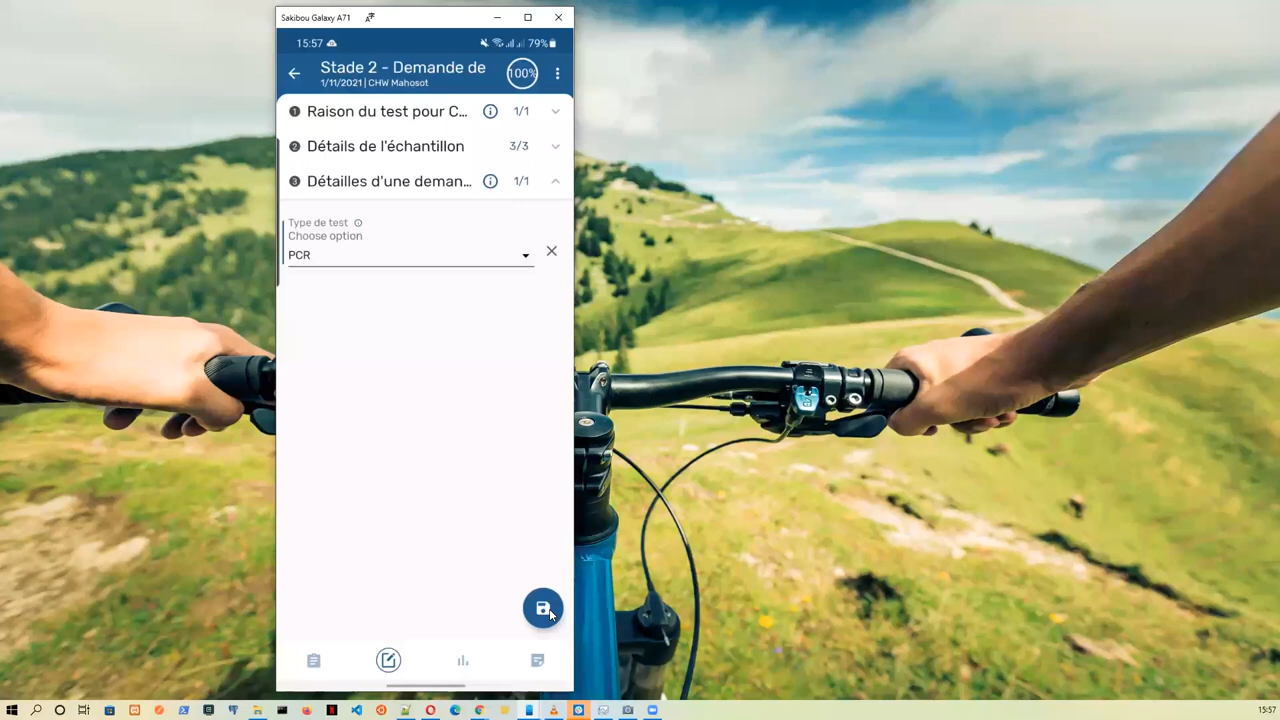 Sakibou Galaxy A71
15:57
79%
Stade 2 - Demande de
1/11/2021 | CHW Mahosot
100%
1 Raison du test pour C... 1/1
2 Détails de l'échantillon 3/3
3 Détailles d'une deman... 1/1
Type de test
Choose option
PCR
15:57